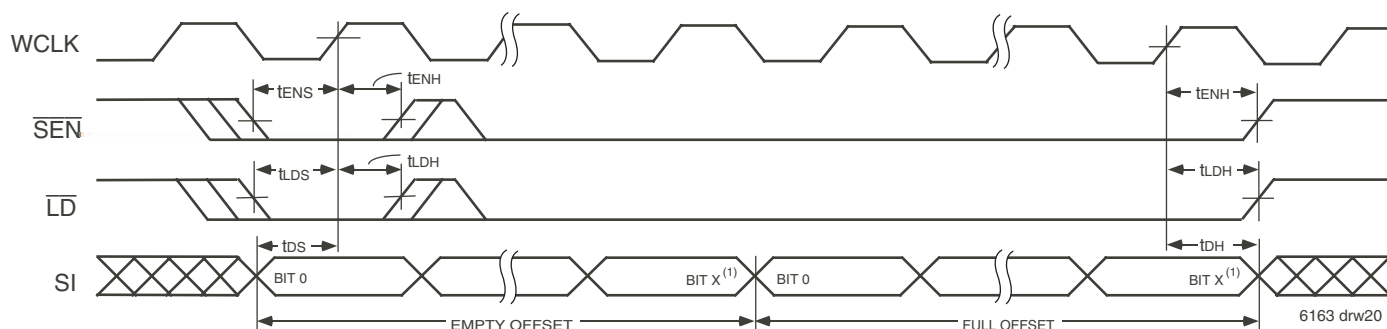 WCLK
tENS
tENH
tENH
SEN
tLDS
tLDH
tLDH
LD
tDS
tDH
SI
BIT 0
BIT X(1)
BIT 0
BIT X(1)
EMPTY OFFSET
FULL OFFSET
6163 drw20